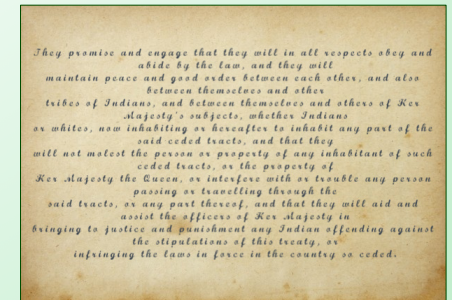 They promise and engage that they will in all respects obey and
abide by the law, and they will
maintain peace and good order between each other, and also
between themselves and other
tribes of Indians, and between themselves and others of Her
Majesty's subjects, whether Indians
or whites, now inhabiting or hereafter to inhabit any part of the
said ceded tracts, and that they
will not molest the person or property of any inhabitant of such
ceded tracts, or the property of
Her Majesty the Queen, or interfere with or trouble any person
passing or travelling through the
said tracts, or any part thereof, and that they will aid and
assist the officers of Her Majesty in
bringing to justice and punishment any Indian offending against
the stipulations of this treaty, or
infringing the laws in force in the country so ceded.